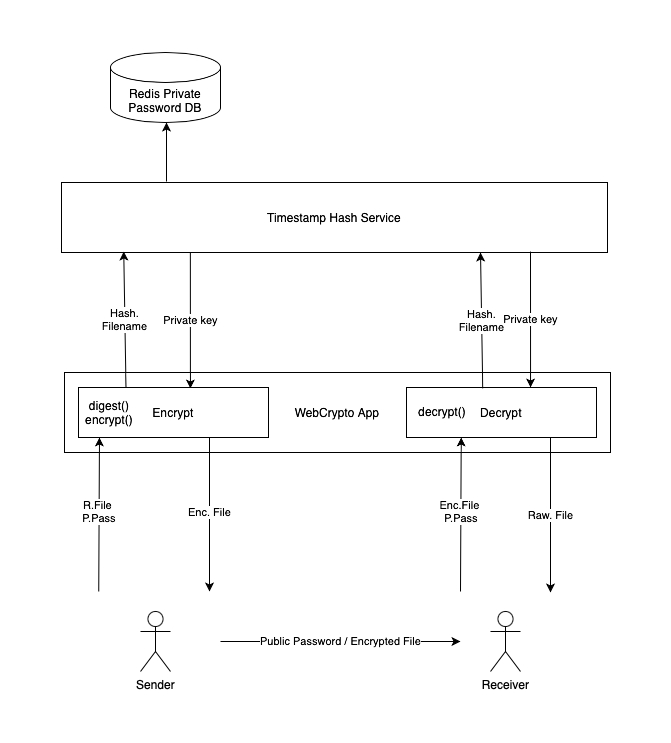 Redis Private
Password DB
Timestamp Hash Service
Hash.
Filename
Private key
Hash.
Filename
Private key
digest()
encrypt()
Encrypt
WebCrypto App
decrypt()
Decrypt
R.File
P.Pass
Enc. File
Enc.File
P.Pass
Raw. File
Public Password / Encrypted File
Sender
Receiver